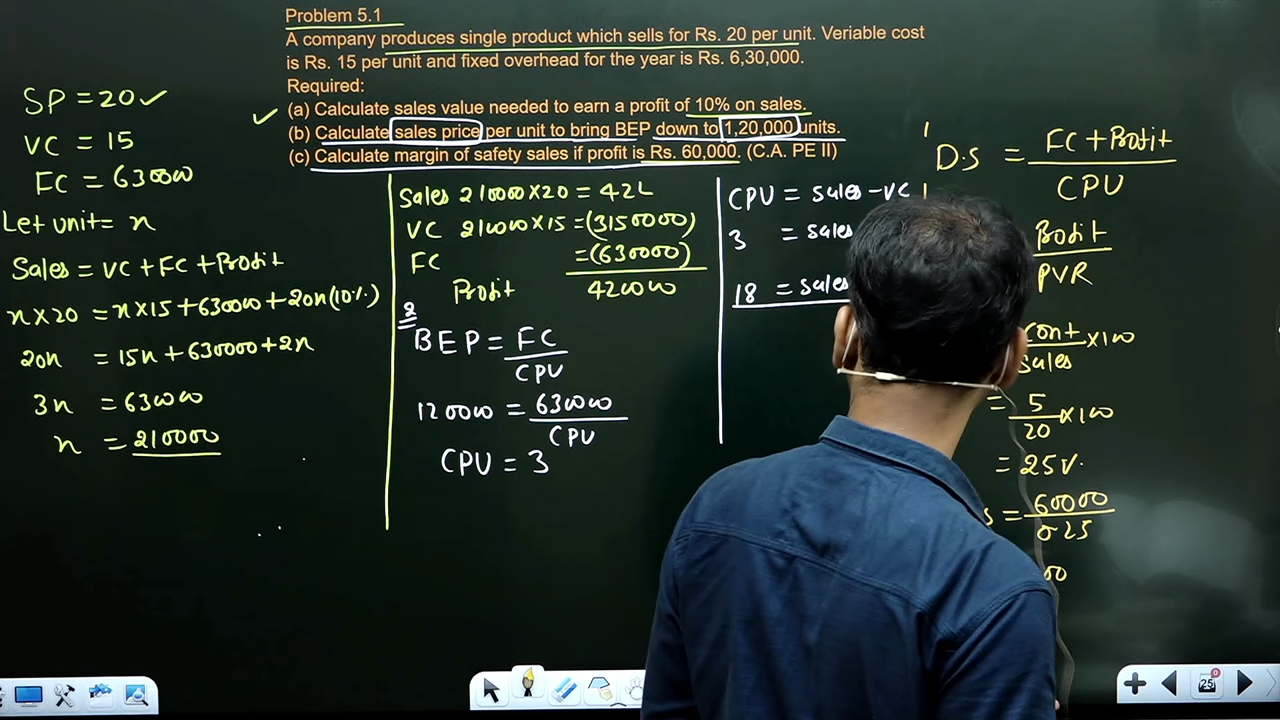 Problem 5.1
A company produces single product which sells for Rs. 20 per unit. Veriable cost
is Rs. 15 per unit and fixed overhead for the year is Rs. 6,30,000.
Required:
(a) Calculate sales value needed to earn a profit of 10% on sales.
(b) Calculate sales price per unit to bring BEP down to 1,20,000 units.
(c) Calculate margin of safety sales if profit is Rs. 60,000. (C.A. PE II)
SP = 20 ✓
VC = 15
FC = 630000
Let unit = n
Sales = VC + FC + Profit
n×20 = n×15 + 630000 + 20n(10%)
20n = 15n + 630000 + 2n
3n = 630000
n = 210000
Sales 210000×20 = 42L
VC 210000×15 = (3150000)
FC = (630000)
Profit 420000
2
BEP = FC
CPU
120000 = 630000
CPU
CPU = 3
CPU = sales - VC
3 = sales
18 = sales
D.S = FC + Profit
CPU
Profit
PVR
cont ×100
sales
= 5 ×100
20
= 25%
s = 60000
0.25
00
25